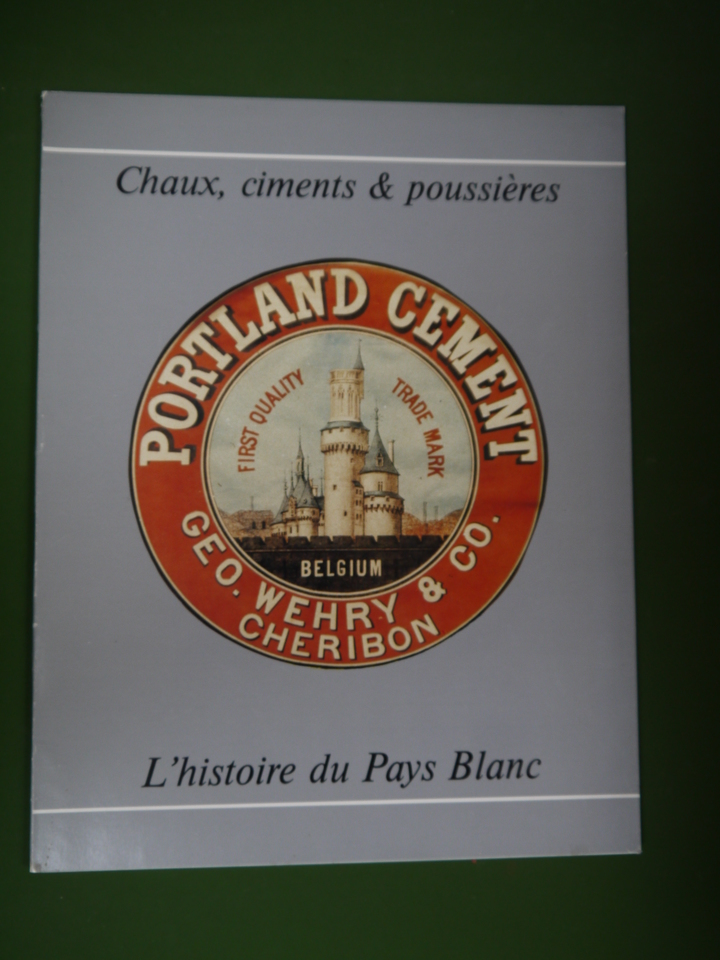 Chaux, ciments & poussières
PORTLAND CEMENT
FIRST QUALITY
TRADE MARK
BELGIUM
GEO. WEHRY & CO.
CHERIBON
L'histoire du Pays Blanc